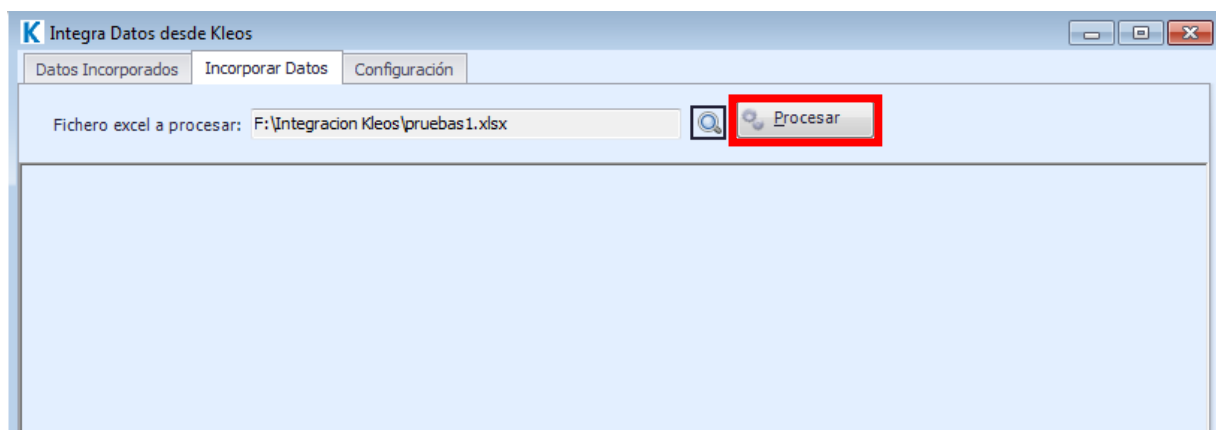 K Integra Datos desde Kleos
Datos Incorporados Incorporar Datos Configuración
Fichero excel a procesar: F:\Integracion Kleos\pruebas1.xlsx Procesar